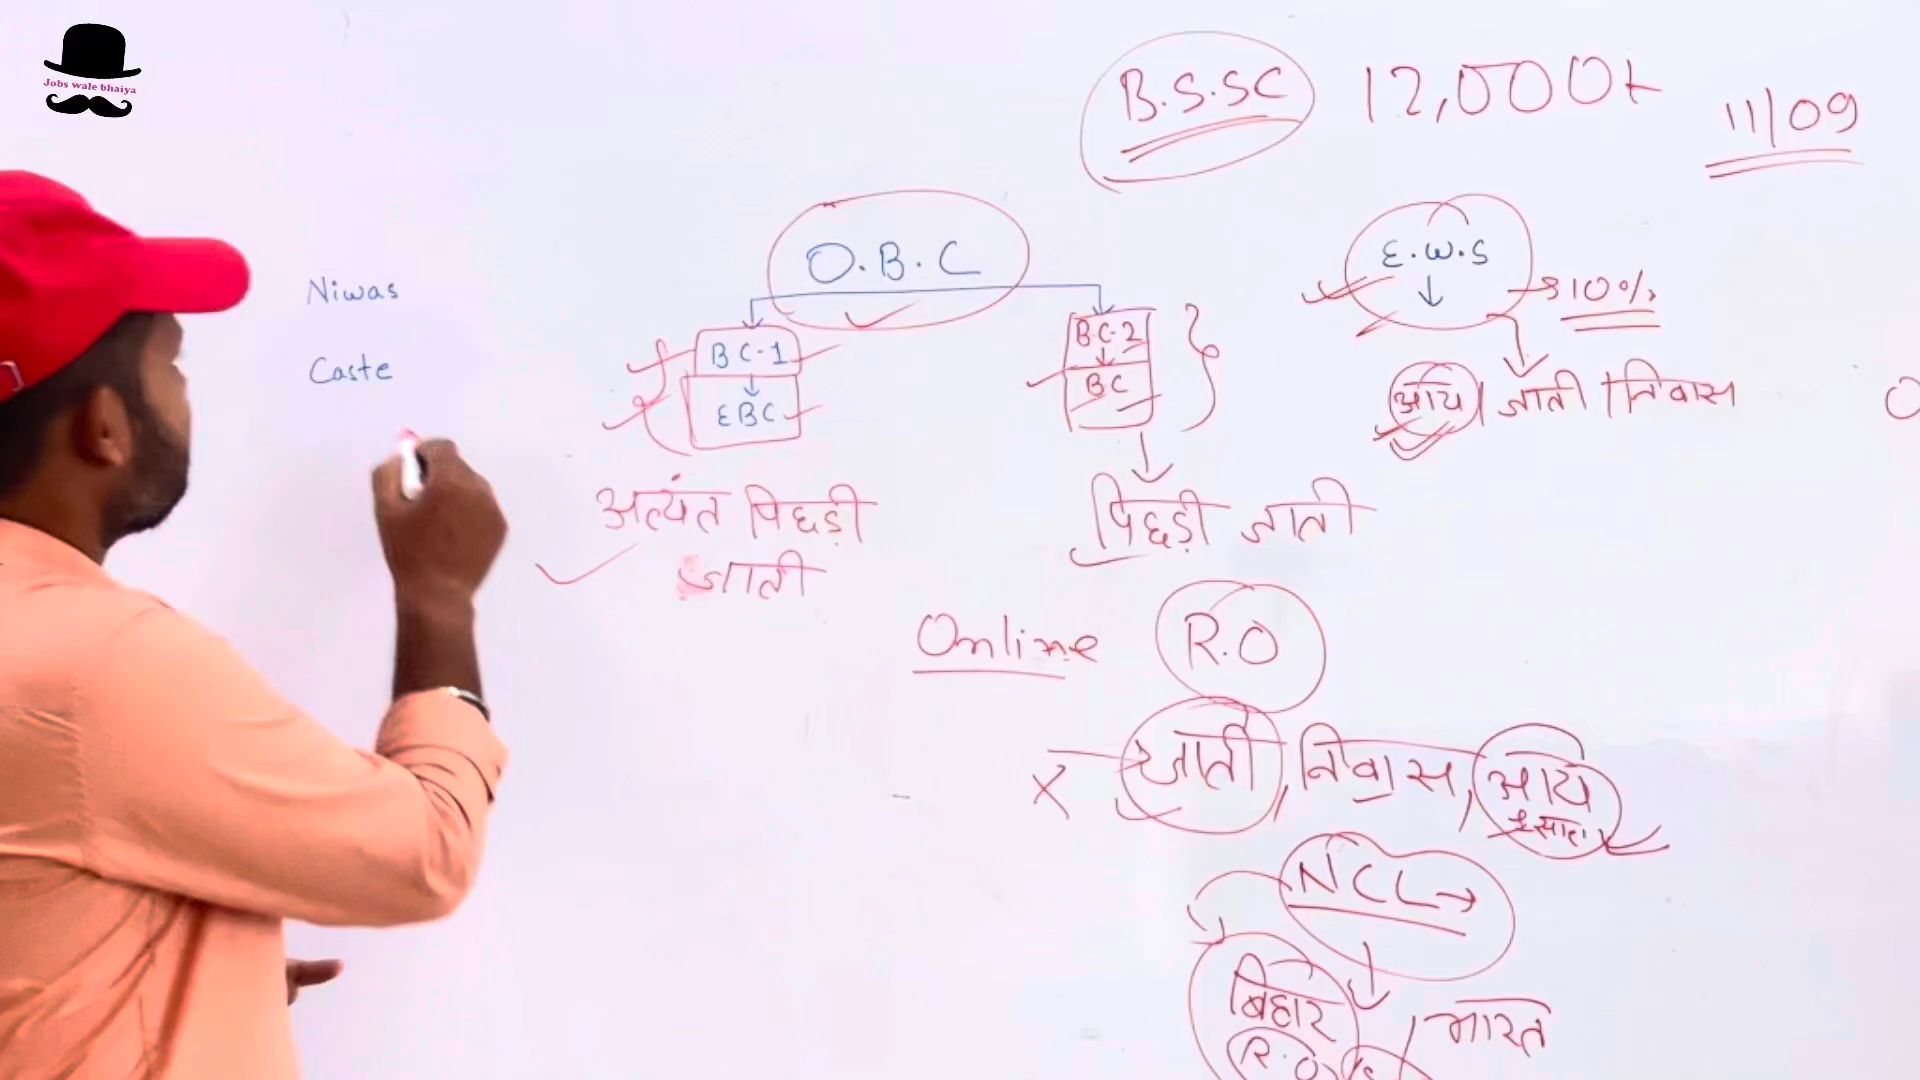 Jobs wale bhaiya
B.S.SC 12,000+ 11/09
O.B.C
E.W.S
10%
Niwas
Caste
BC-1
EBC
BC-2
BC
आय / जाती / निवास
अत्यंत पिछड़ी
जाती
पिछड़ी जाती
Online R.O
X जाती, निवास, आय
NCL →
बिहार / भारत
R.O